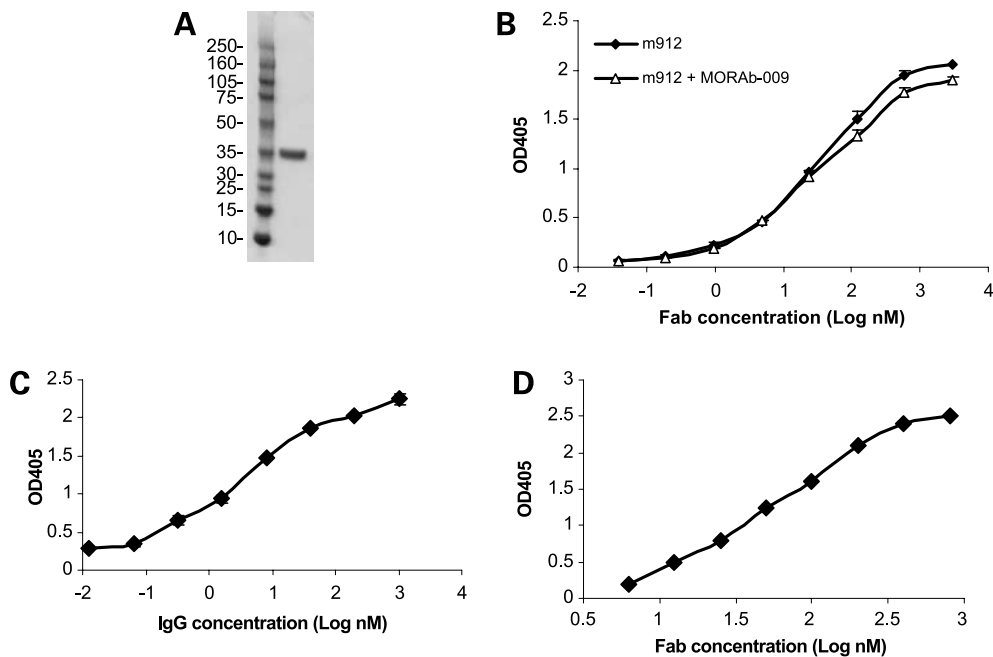 A
250-
160-
105-
75-
50-
35-
30-
25-
15-
10-
B
m912
m912 + MORAb-009
OD405
2.5
2
1.5
1
0.5
0
-2 -1 0 1 2 3 4
Fab concentration (Log nM)
C
OD405
2.5
2
1.5
1
0.5
0
-2 -1 0 1 2 3 4
IgG concentration (Log nM)
D
OD405
3
2.5
2
1.5
1
0.5
0
0.5 1 1.5 2 2.5 3
Fab concentration (Log nM)